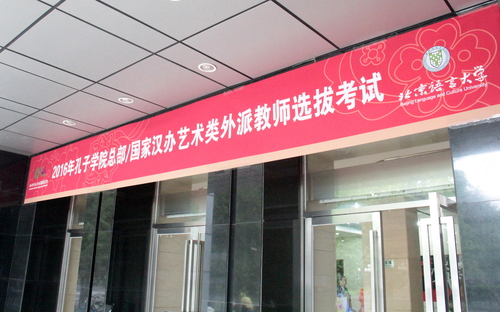 2016年孔子学院总部/国家汉办艺术类外派教师选拔考试
北京语言大学
Beijing Language and Culture University